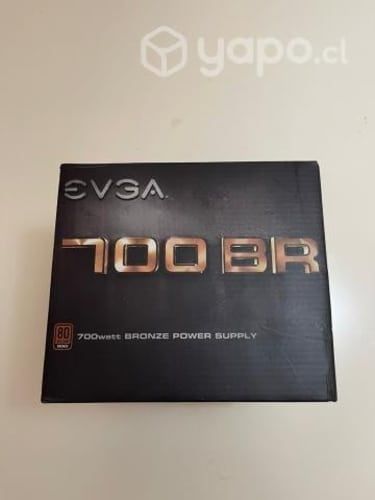 yapo.cl
EVGA
700 BR
80
700watt BRONZE POWER SUPPLY